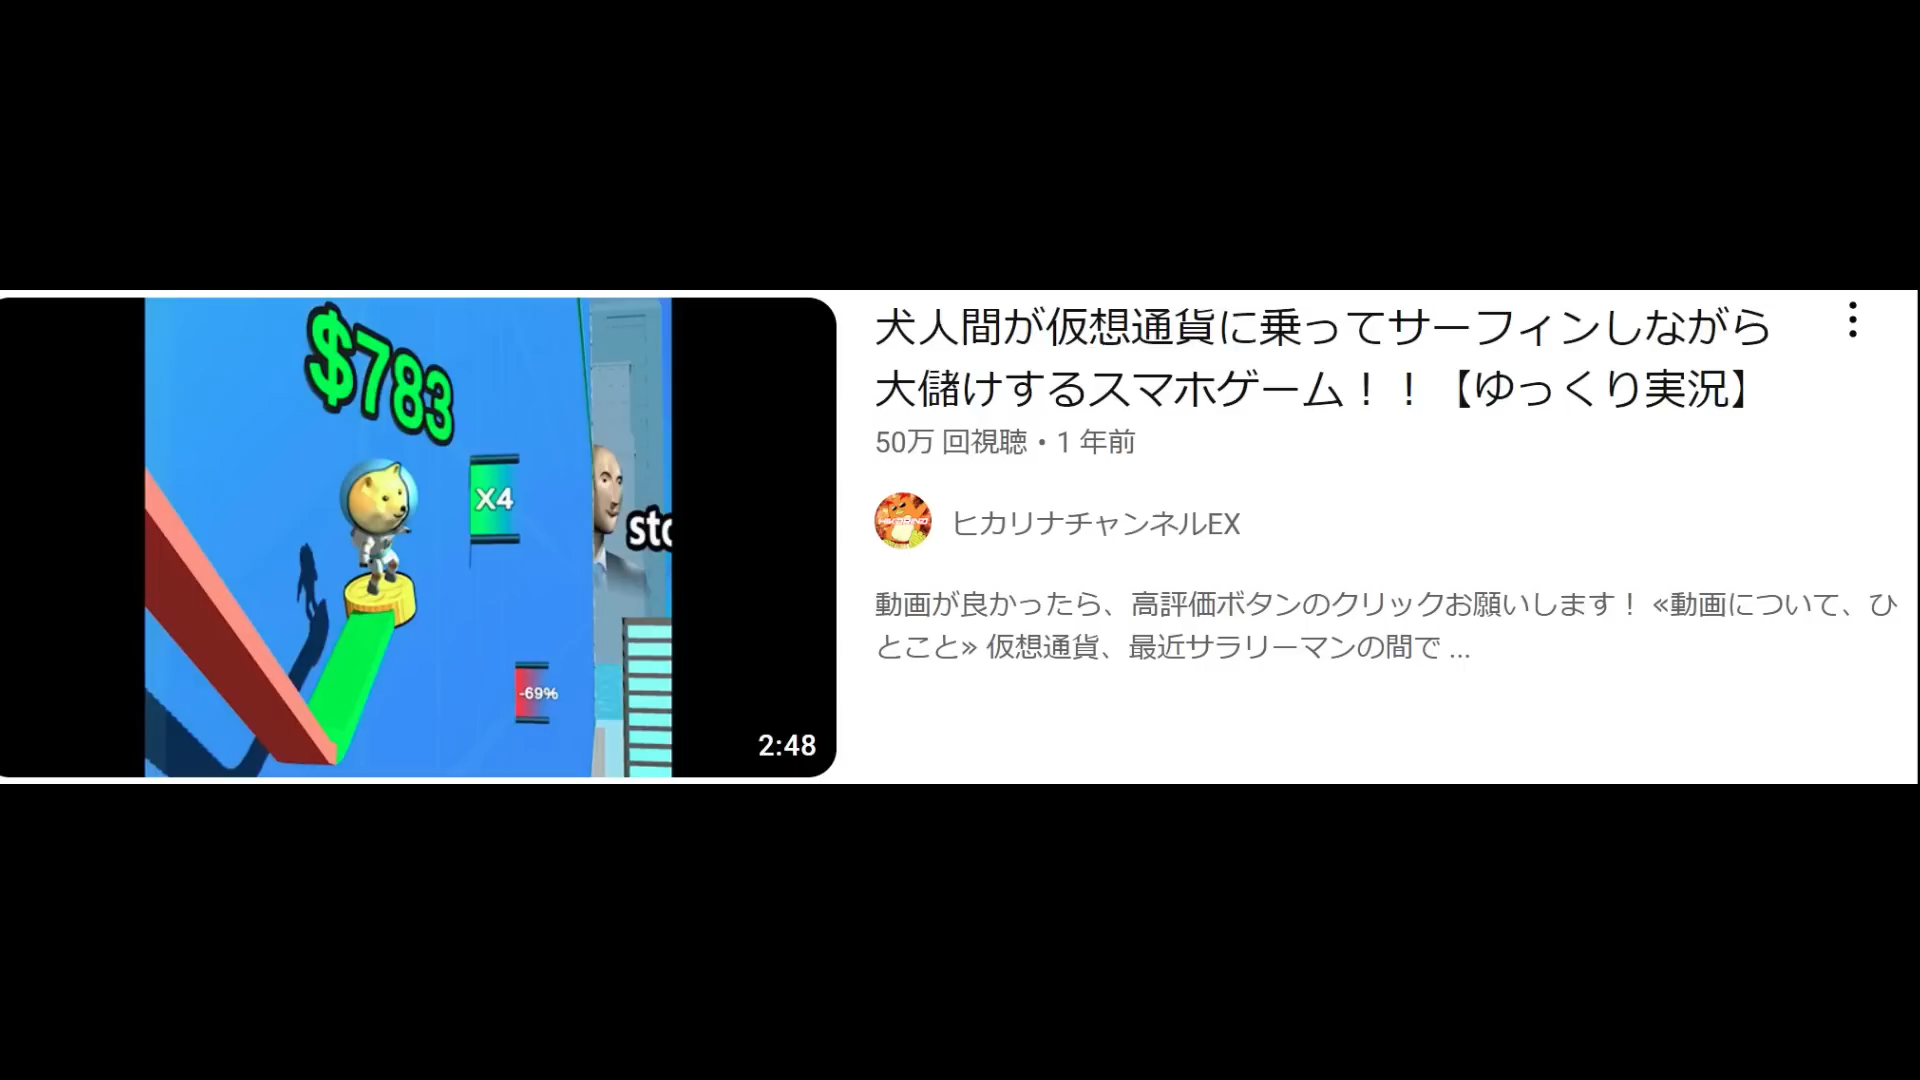 $783
X4
sto
-69%
2:48
犬人間が仮想通貨に乗ってサーフィンしながら
大儲けするスマホゲーム！！【ゆっくり実況】
50万 回視聴・1 年前
ヒカリナチャンネルEX
動画が良かったら、高評価ボタンのクリックお願いします！ «動画について、ひ
とこと» 仮想通貨、最近サラリーマンの間で ...